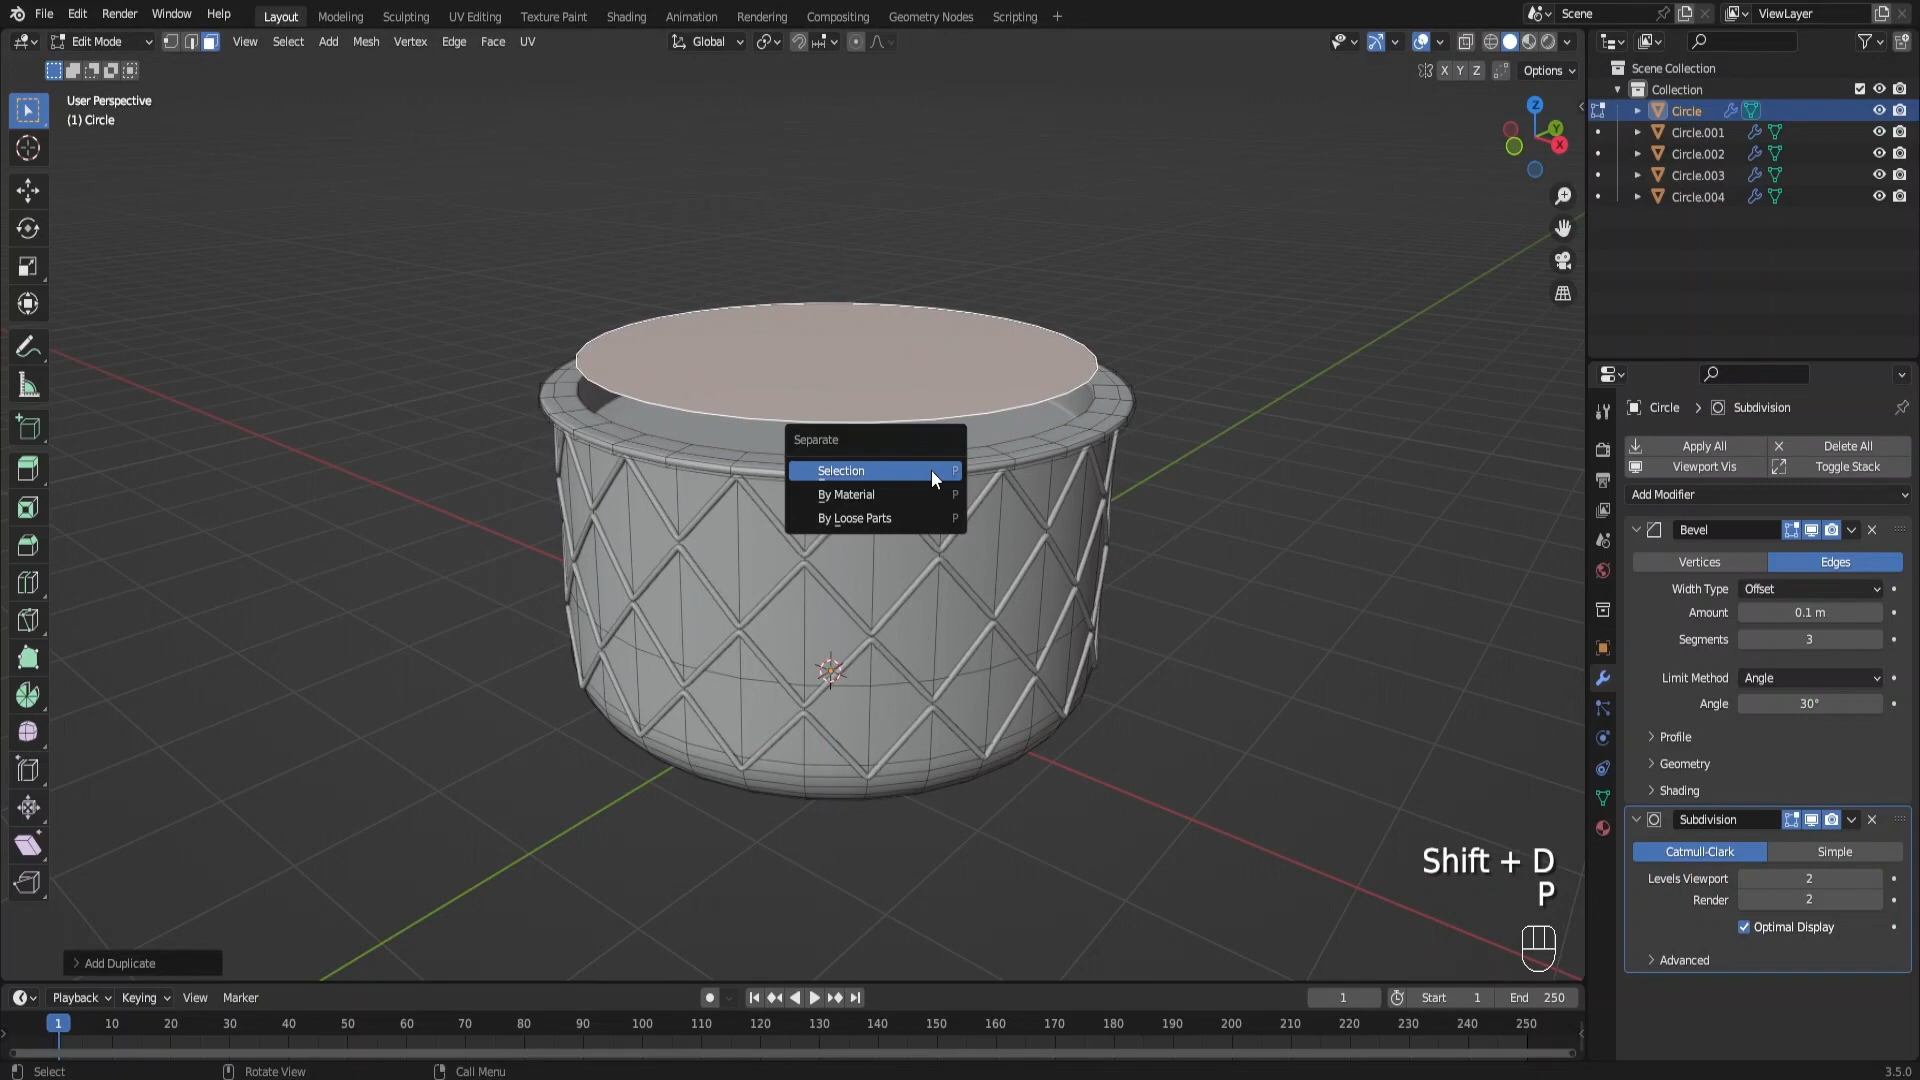 File Edit Render Window Help Layout Modeling Sculpting UV Editing Texture Paint Shading Animation Rendering Compositing Geometry Nodes Scripting + Scene ViewLayer
Edit Mode View Select Add Mesh Vertex Edge Face UV Global
X Y Z Options
User Perspective
(1) Circle
Z
Y
X
Scene Collection
Collection
Circle
Circle.001
Circle.002
Circle.003
Circle.004
Separate
Selection P
By Material P
By Loose Parts P
Circle > Subdivision
Apply All Delete All
Viewport Vis Toggle Stack
Add Modifier
Bevel
Vertices Edges
Width Type Offset
Amount 0.1 m
Segments 3
Limit Method Angle
Angle 30°
Profile
Geometry
Shading
Subdivision
Catmull-Clark Simple
Levels Viewport 2
Render 2
Optimal Display
Advanced
Shift + D
P
Add Duplicate
Playback Keying View Marker 1 Start 1 End 250
1 10 20 30 40 50 60 70 80 90 100 110 120 130 140 150 160 170 180 190 200 210 220 230 240 250
Select Rotate View Call Menu 3.5.0